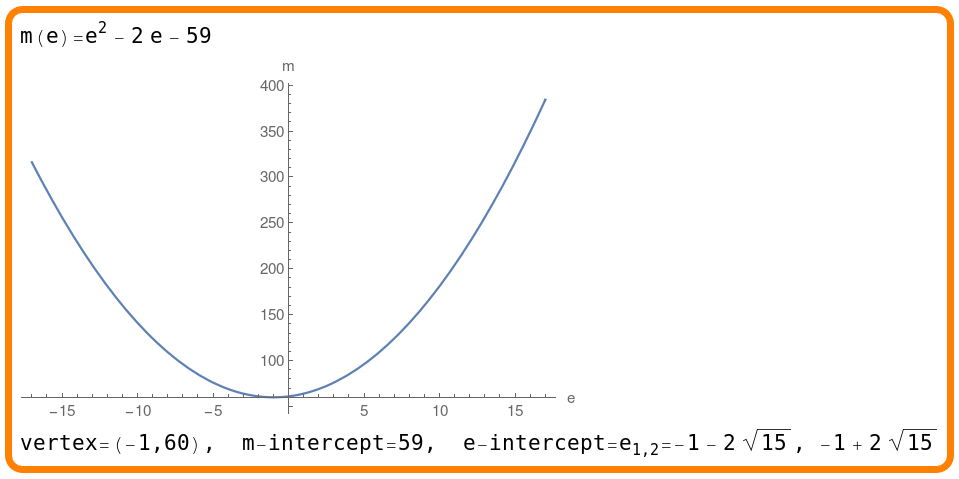 m(e)=e² − 2 e − 59
m
400
350
300
250
200
150
100
−15 −10 −5 5 10 15 e
vertex=(−1,60), m−intercept=59, e−intercept=e₁,₂=−1 − 2 √15, −1 + 2 √15